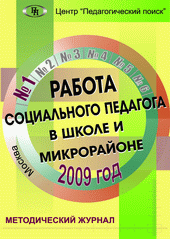 Центр "Педагогический поиск"
№1 №2 №3 №4 №5 №6
РАБОТА
СОЦИАЛЬНОГО ПЕДАГОГА
В ШКОЛЕ И
МИКРОРАЙОНЕ
Москва
2009 год
МЕТОДИЧЕСКИЙ ЖУРНАЛ